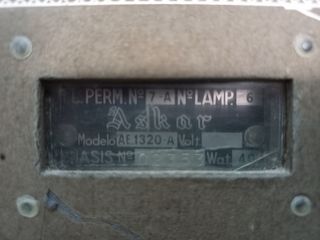 L. PERM. Nº 7 A Nº LAMP. 6
Askar
Modelo AE 1320-A Volt
ASIS Nº Wat. 40